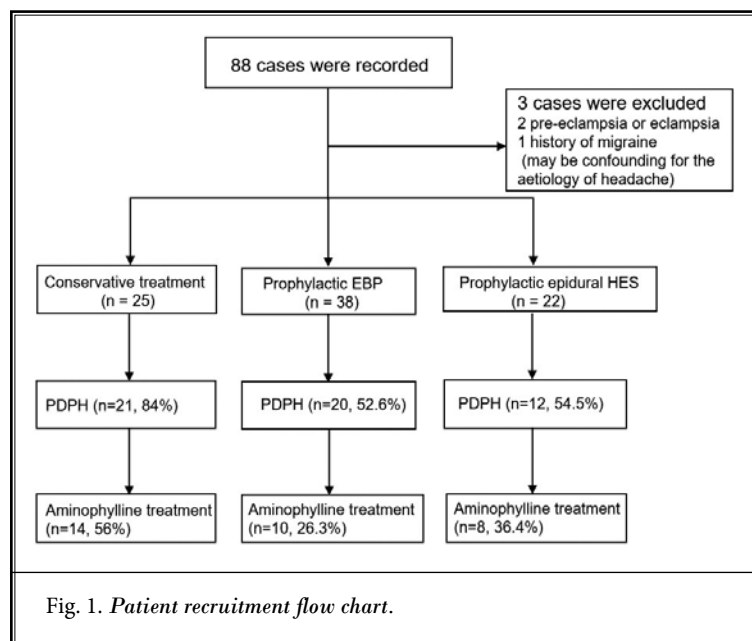 88 cases were recorded
3 cases were excluded
2 pre-eclampsia or eclampsia
1 history of migraine
(may be confounding for the
aetiology of headache)
Conservative treatment
(n = 25)
Prophylactic EBP
(n = 38)
Prophylactic epidural HES
(n = 22)
PDPH (n=21, 84%)
PDPH (n=20, 52.6%)
PDPH (n=12, 54.5%)
Aminophylline treatment
(n=14, 56%)
Aminophylline treatment
(n=10, 26.3%)
Aminophylline treatment
(n=8, 36.4%)
Fig. 1. Patient recruitment flow chart.